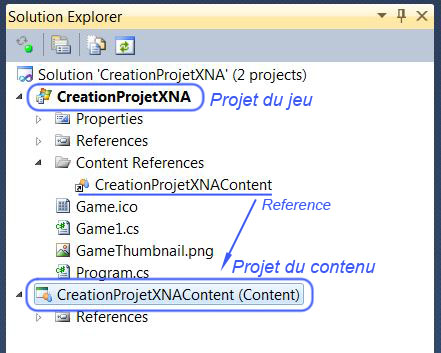 Solution Explorer
Solution 'CreationProjetXNA' (2 projects)
CreationProjetXNA Projet du jeu
Properties
References
Content References
CreationProjetXNAContent
Reference
Game.ico
Game1.cs
GameThumbnail.png
Program.cs
Projet du contenu
CreationProjetXNAContent (Content)
References